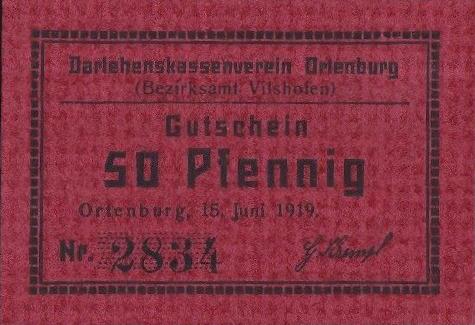 Darlehenskassenverein Ortenburg
(Bezirksamt Vilshofen)
Gutschein
50 Pfennig
Ortenburg, 15. Juni 1919.
Nr. 2834